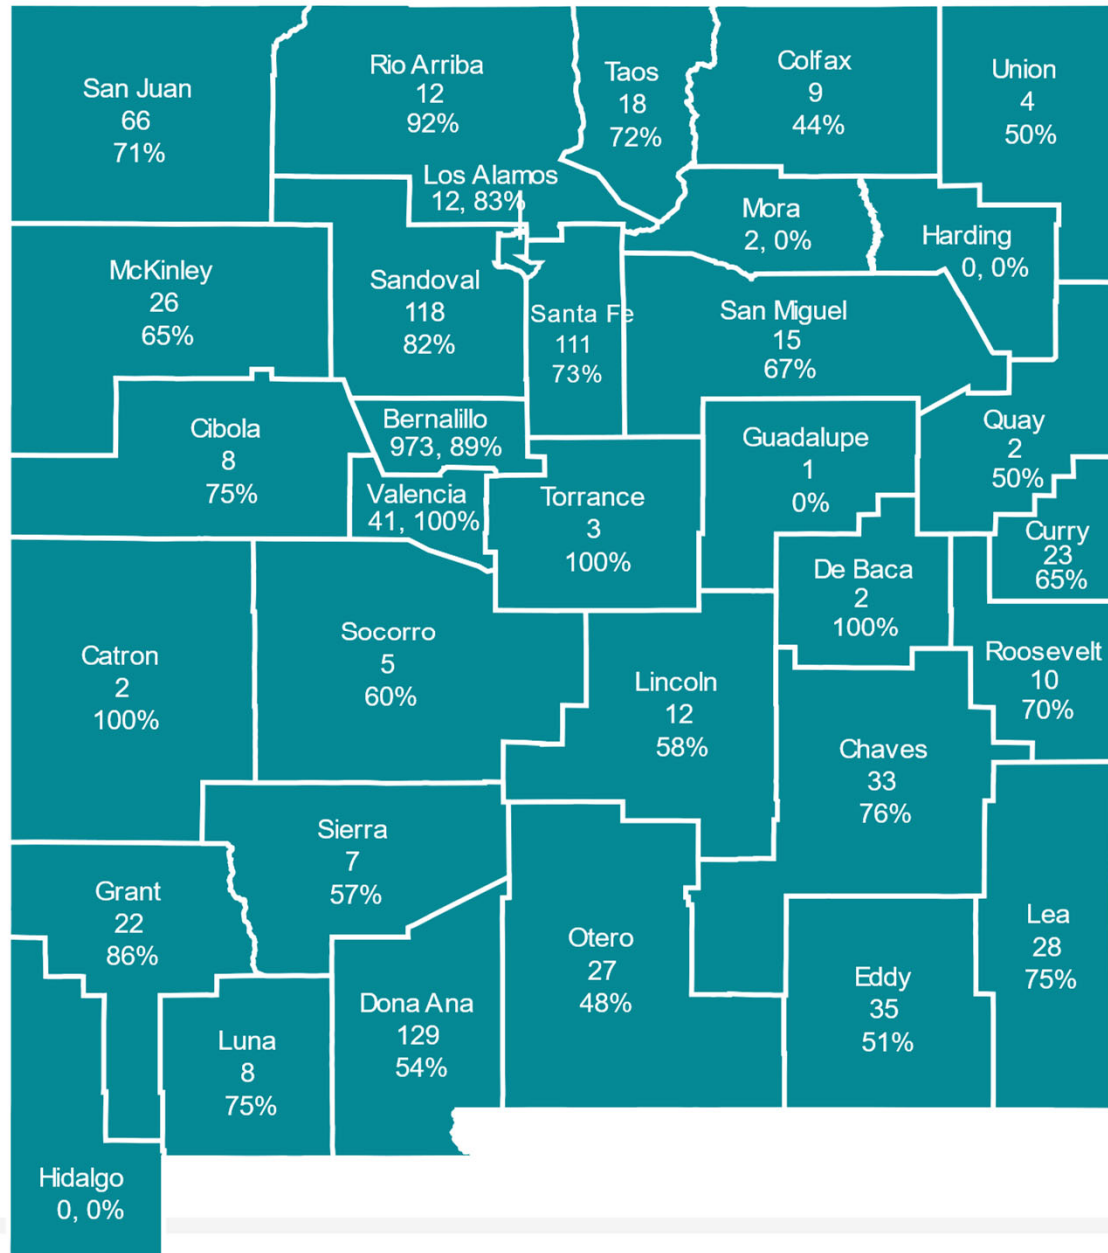 San Juan
66
71%
Rio Arriba
12
92%
Taos
18
72%
Colfax
9
44%
Union
4
50%
Los Alamos
12, 83%
Mora
2, 0%
Harding
0, 0%
McKinley
26
65%
Sandoval
118
82%
Santa Fe
111
73%
San Miguel
15
67%
Cibola
8
75%
Bernalillo
973, 89%
Guadalupe
1
0%
Quay
2
50%
Valencia
41, 100%
Torrance
3
100%
Curry
23
65%
De Baca
2
100%
Catron
2
100%
Socorro
5
60%
Lincoln
12
58%
Roosevelt
10
70%
Chaves
33
76%
Sierra
7
57%
Grant
22
86%
Otero
27
48%
Lea
28
75%
Eddy
35
51%
Dona Ana
129
54%
Luna
8
75%
Hidalgo
0, 0%